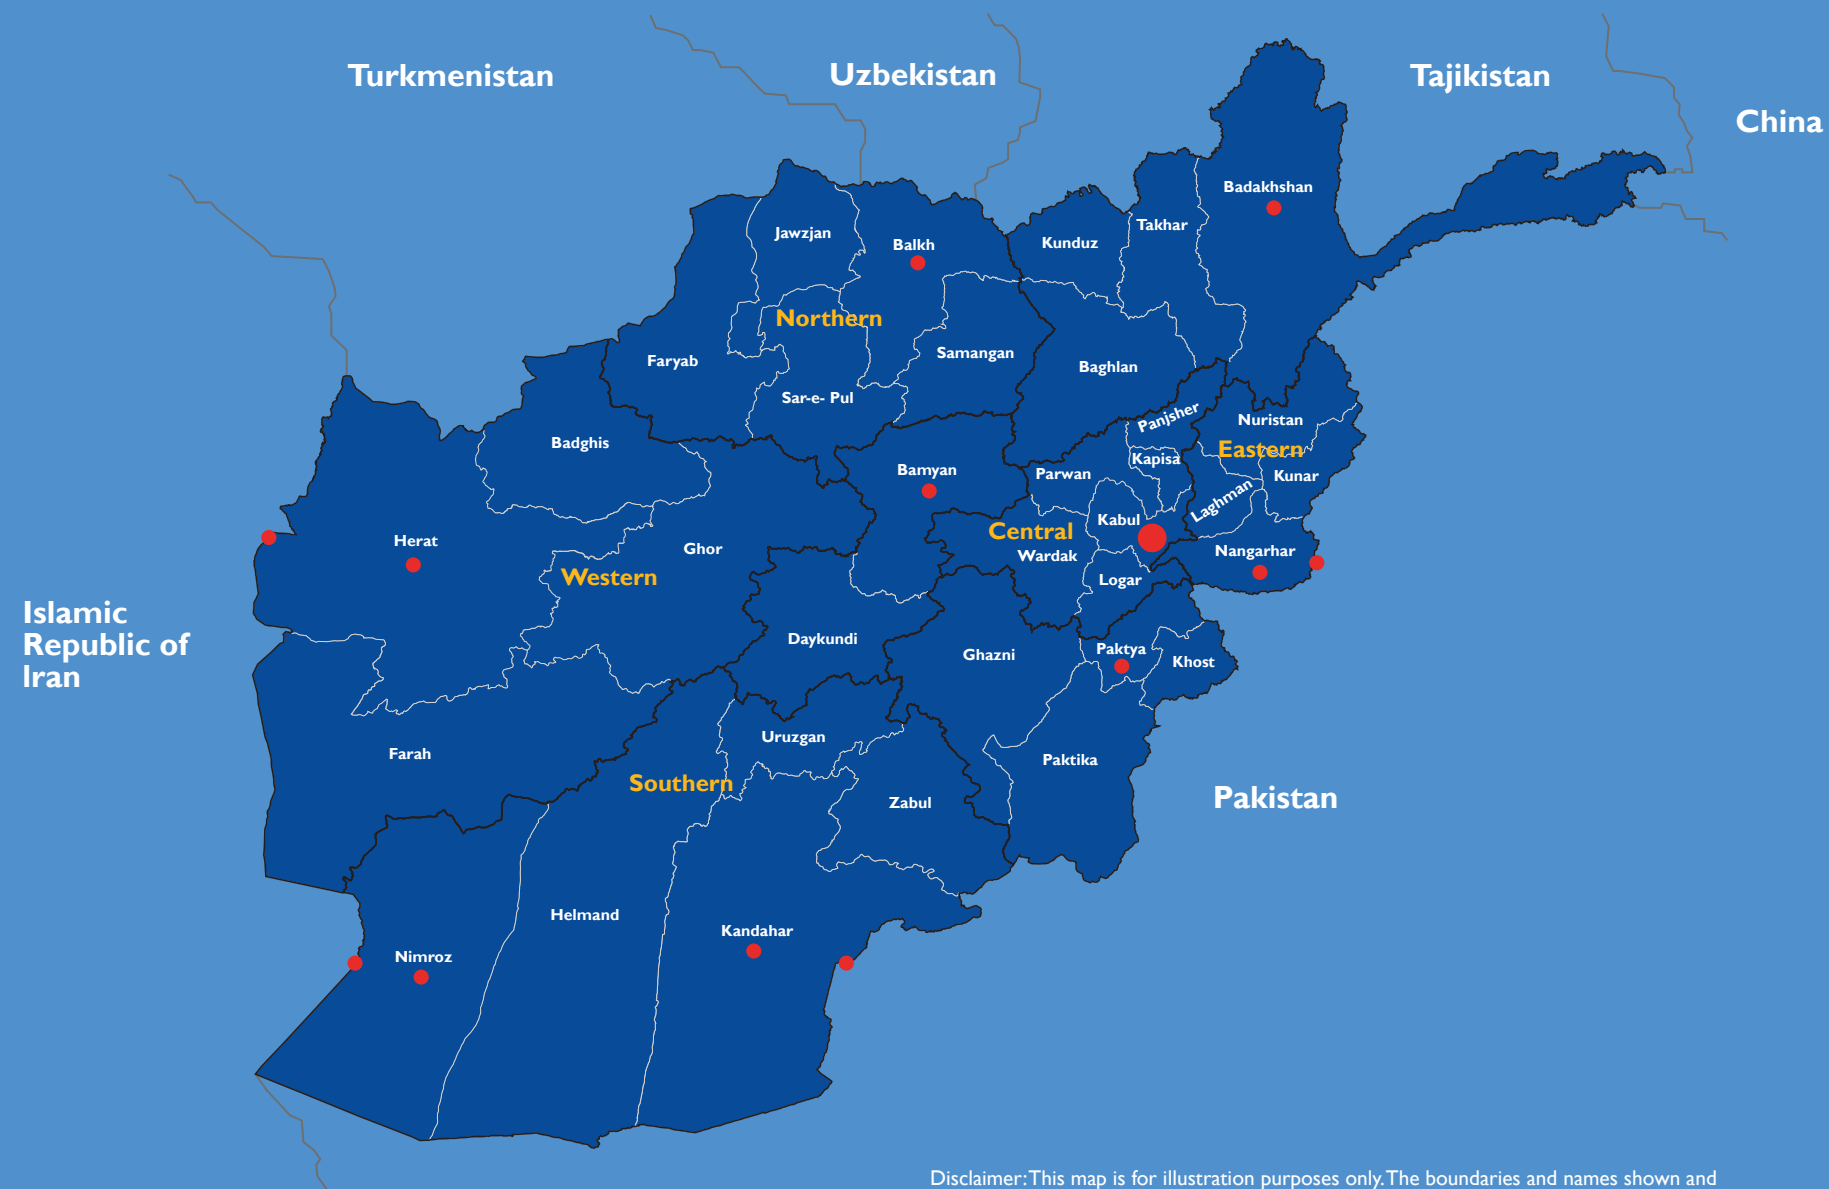 Turkmenistan
Uzbekistan
Tajikistan
China
Badakhshan
Takhar
Jawzjan
Kunduz
Balkh
Northern
Samangan
Faryab
Baghlan
Sar-e- Pul
Panjsher
Nuristan
Badghis
Eastern
Kapisa
Bamyan
Parwan
Kunar
Laghman
Kabul
Central
Herat
Ghor
Wardak
Nangarhar
Western
Logar
Islamic
Republic of
Iran
Daykundi
Ghazni
Paktya
Khost
Uruzgan
Farah
Paktika
Southern
Zabul
Pakistan
Helmand
Kandahar
Nimroz
Disclaimer:This map is for illustration purposes only.The boundaries and names shown and